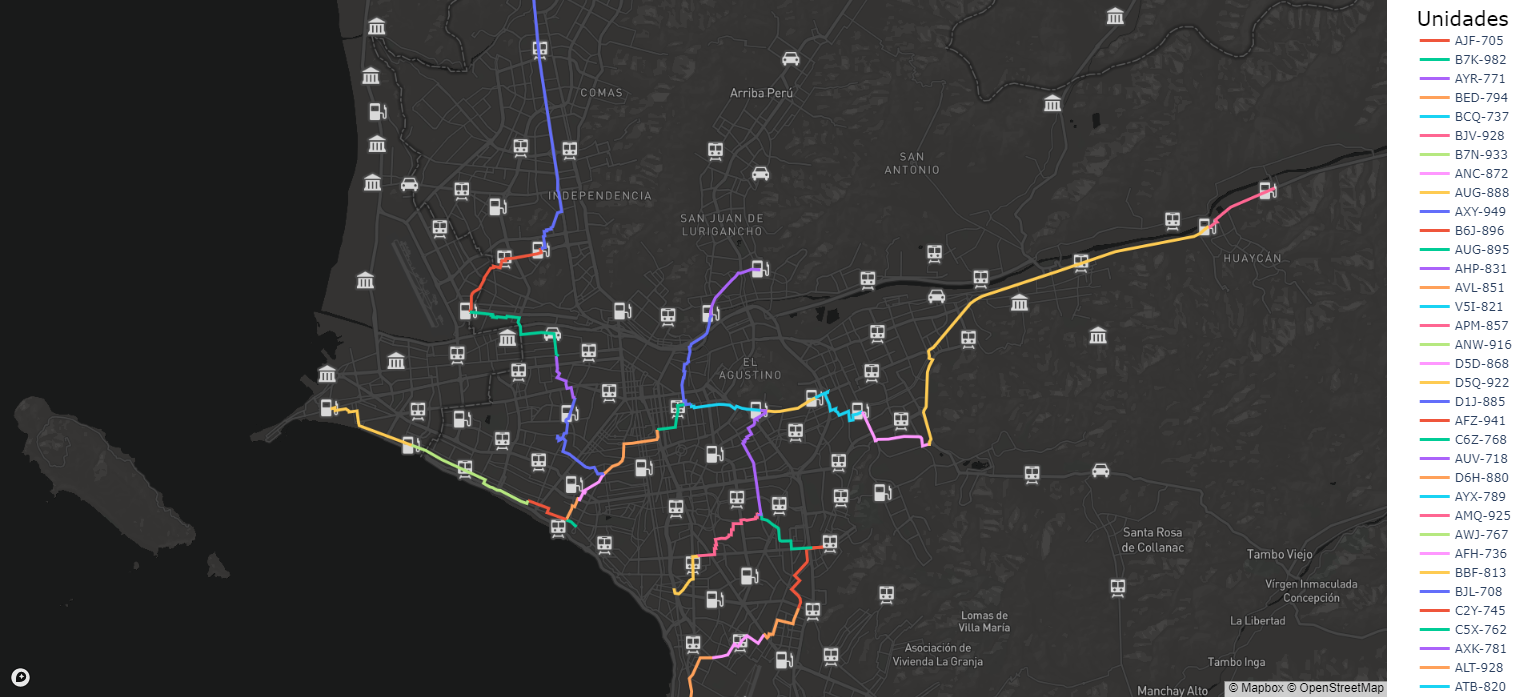 COMAS
Arriba Perú
SAN
ANTONIO
INDEPENDENCIA
SAN JUAN DE
LURIGANCHO
HUAYCÁN
EL
AGUSTINO
Santa Rosa
de Collanac
Tambo Viejo
Vírgen Inmaculada
Concepción
Lomas de
Villa María
La Libertad
Asociación de
Vivienda La Granja
Tambo Inga
Manchay Alto
© Mapbox © OpenStreetMap
Unidades
AJF-705
B7K-982
AYR-771
BED-794
BCQ-737
BJV-928
B7N-933
ANC-872
AUG-888
AXY-949
B6J-896
AUG-895
AHP-831
AVL-851
V5I-821
APM-857
ANW-916
D5D-868
D5Q-922
D1J-885
AFZ-941
C6Z-768
AUV-718
D6H-880
AYX-789
AMQ-925
AWJ-767
AFH-736
BBF-813
BJL-708
C2Y-745
C5X-762
AXK-781
ALT-928
ATB-820